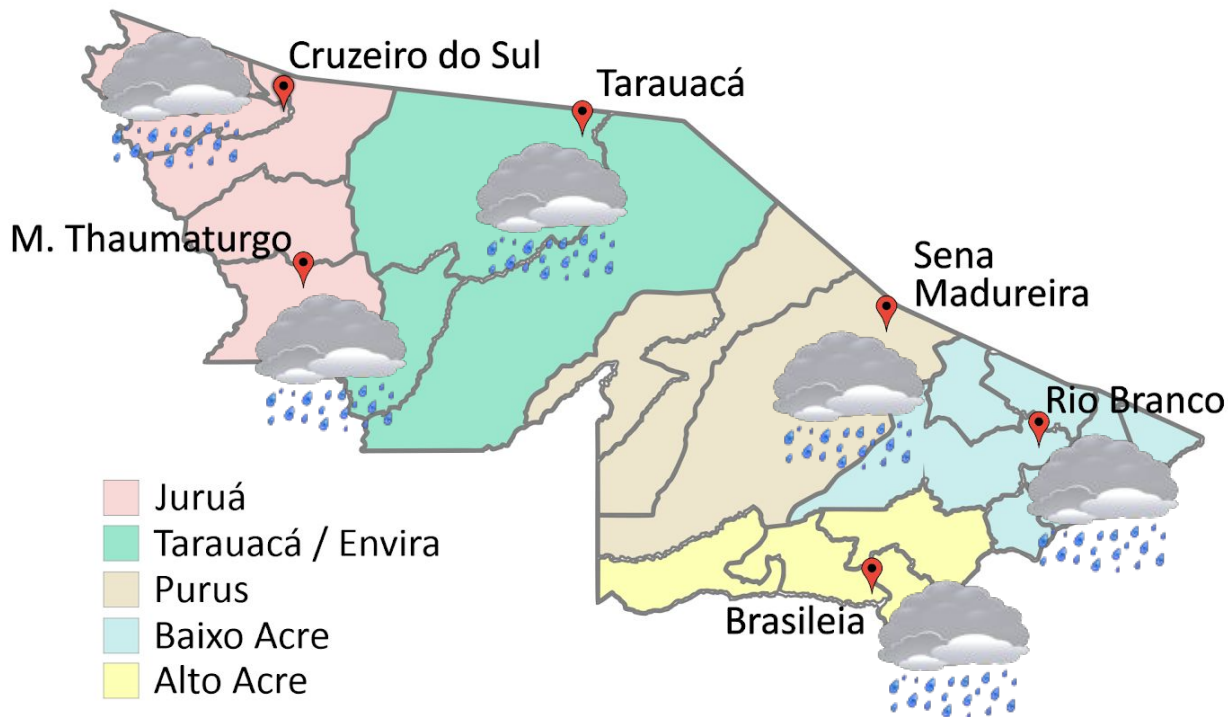 Cruzeiro do Sul
Tarauacá
M. Thaumaturgo
Sena
Madureira
Rio Branco
Brasileia
Juruá
Tarauacá / Envira
Purus
Baixo Acre
Alto Acre